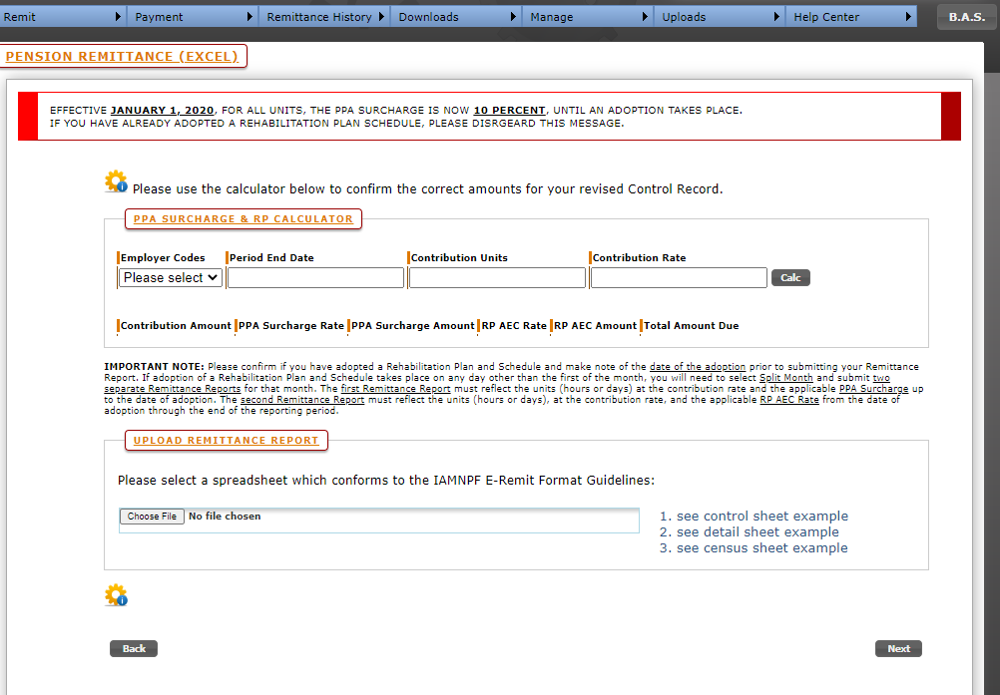 Remit
Payment
Remittance History
Downloads
Manage
Uploads
Help Center
B.A.S.
PENSION REMITTANCE (EXCEL)
EFFECTIVE JANUARY 1, 2020, FOR ALL UNITS, THE PPA SURCHARGE IS NOW 10 PERCENT, UNTIL AN ADOPTION TAKES PLACE.
IF YOU HAVE ALREADY ADOPTED A REHABILITATION PLAN SCHEDULE, PLEASE DISRGEARD THIS MESSAGE.
Please use the calculator below to confirm the correct amounts for your revised Control Record.
PPA SURCHARGE & RP CALCULATOR
Employer Codes
Period End Date
Contribution Units
Contribution Rate
Please select
Calc
Contribution Amount
PPA Surcharge Rate
PPA Surcharge Amount
RP AEC Rate
RP AEC Amount
Total Amount Due
IMPORTANT NOTE: Please confirm if you have adopted a Rehabilitation Plan and Schedule and make note of the date of the adoption prior to submitting your Remittance
Report. If adoption of a Rehabilitation Plan and Schedule takes place on any day other than the first of the month, you will need to select Split Month and submit two
separate Remittance Reports for that month. The first Remittance Report must reflect the units (hours or days) at the contribution rate and the applicable PPA Surcharge up
to the date of adoption. The second Remittance Report must reflect the units (hours or days), at the contribution rate, and the applicable RP AEC Rate from the date of
adoption through the end of the reporting period.
UPLOAD REMITTANCE REPORT
Please select a spreadsheet which conforms to the IAMNPF E-Remit Format Guidelines:
Choose File No file chosen
1. see control sheet example
2. see detail sheet example
3. see census sheet example
Back
Next